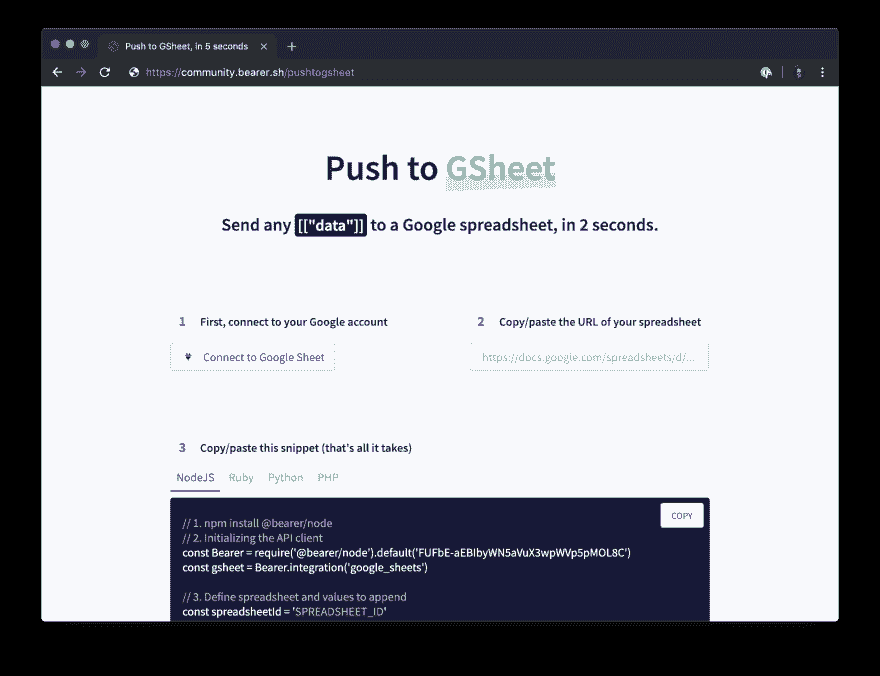 Push to GSheet, in 5 seconds
https://community.bearer.sh/pushtogsheet
Push to GSheet
Send any [["data"]] to a Google spreadsheet, in 2 seconds.
1 First, connect to your Google account
Connect to Google Sheet
2 Copy/paste the URL of your spreadsheet
https://docs.google.com/spreadsheets/d/...
3 Copy/paste this snippet (that's all it takes)
NodeJS Ruby Python PHP
COPY
// 1. npm install @bearer/node
// 2. Initializing the API client
const Bearer = require('@bearer/node').default('FUFbE-aEBIbyWN5aVuX3wpWVp5pMOL8C')
const gsheet = Bearer.integration('google_sheets')
// 3. Define spreadsheet and values to append
const spreadsheetId = 'SPREADSHEET_ID'